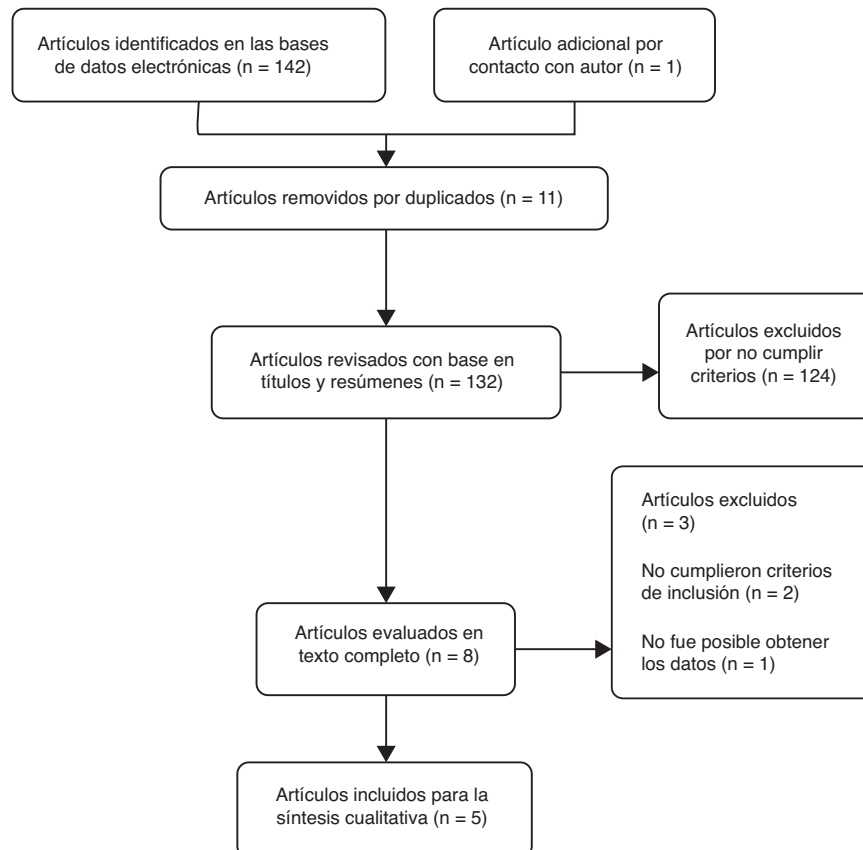 Artículos identificados en las bases
de datos electrónicas (n = 142)
Artículo adicional por
contacto con autor (n = 1)
Artículos removidos por duplicados (n = 11)
Artículos revisados con base en
títulos y resúmenes (n = 132)
Artículos excluidos
por no cumplir
criterios (n = 124)
Artículos evaluados en
texto completo (n = 8)
Artículos excluidos
(n = 3)
No cumplieron criterios
de inclusión (n = 2)
No fue posible obtener
los datos (n = 1)
Artículos incluidos para la
síntesis cualitativa (n = 5)